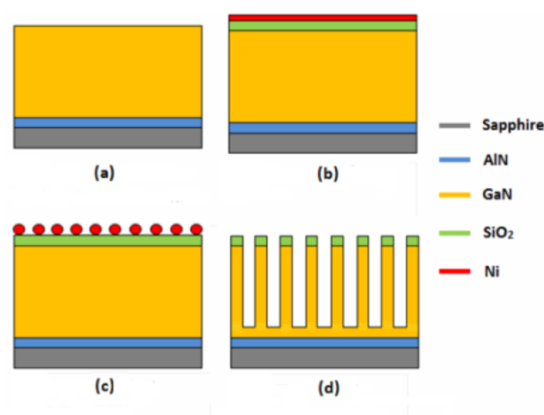 (a)
(b)
Sapphire
AlN
GaN
SiO₂
Ni
(c)
(d)